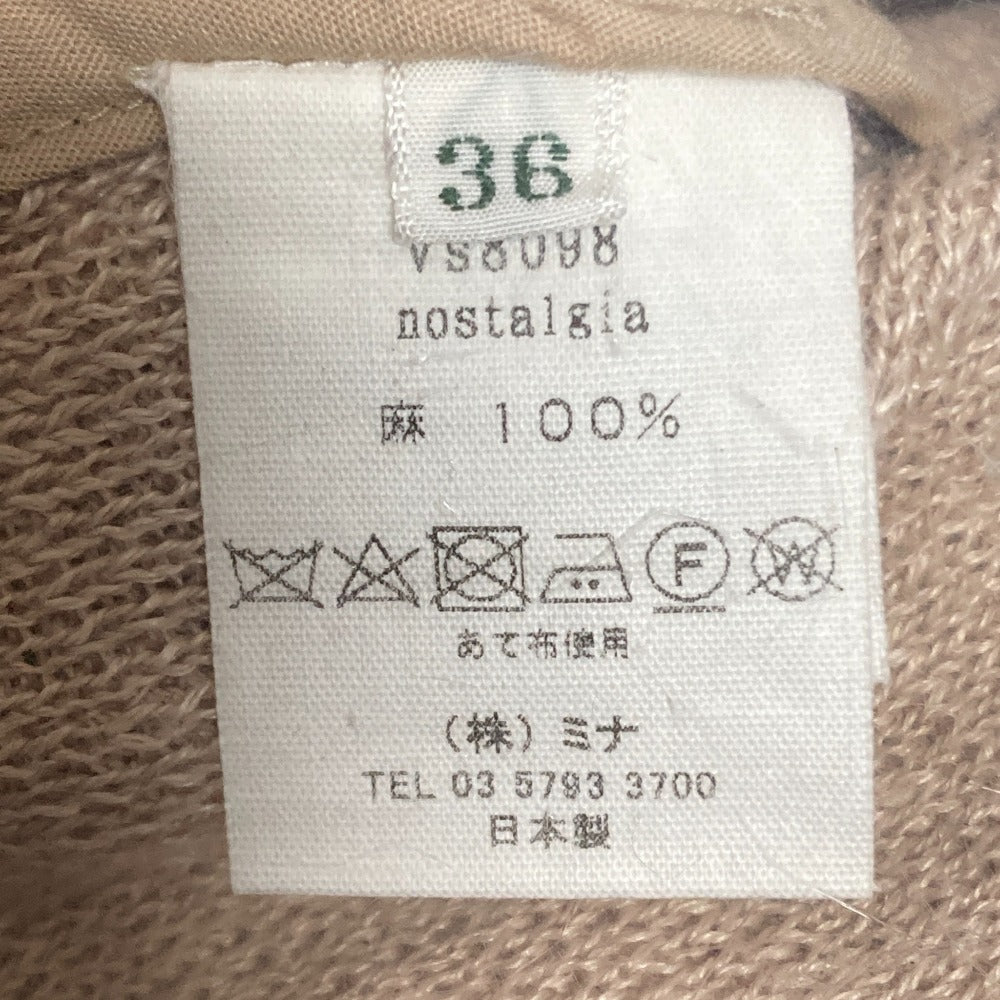 36
VS8098
nostalgia
麻 100%
F W
あて布使用
(株)ミナ
TEL 03 5793 3700
日本製